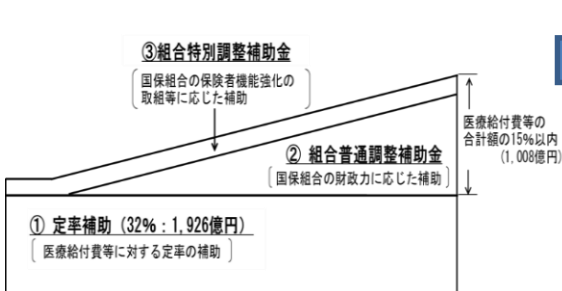 ③組合特別調整補助金
国保組合の保険者機能強化の
取組等に応じた補助
医療給付費等の
合計額の15%以内
(1,008億円)
② 組合普通調整補助金
国保組合の財政力に応じた補助
① 定率補助（32%：1,926億円）
医療給付費等に対する定率の補助